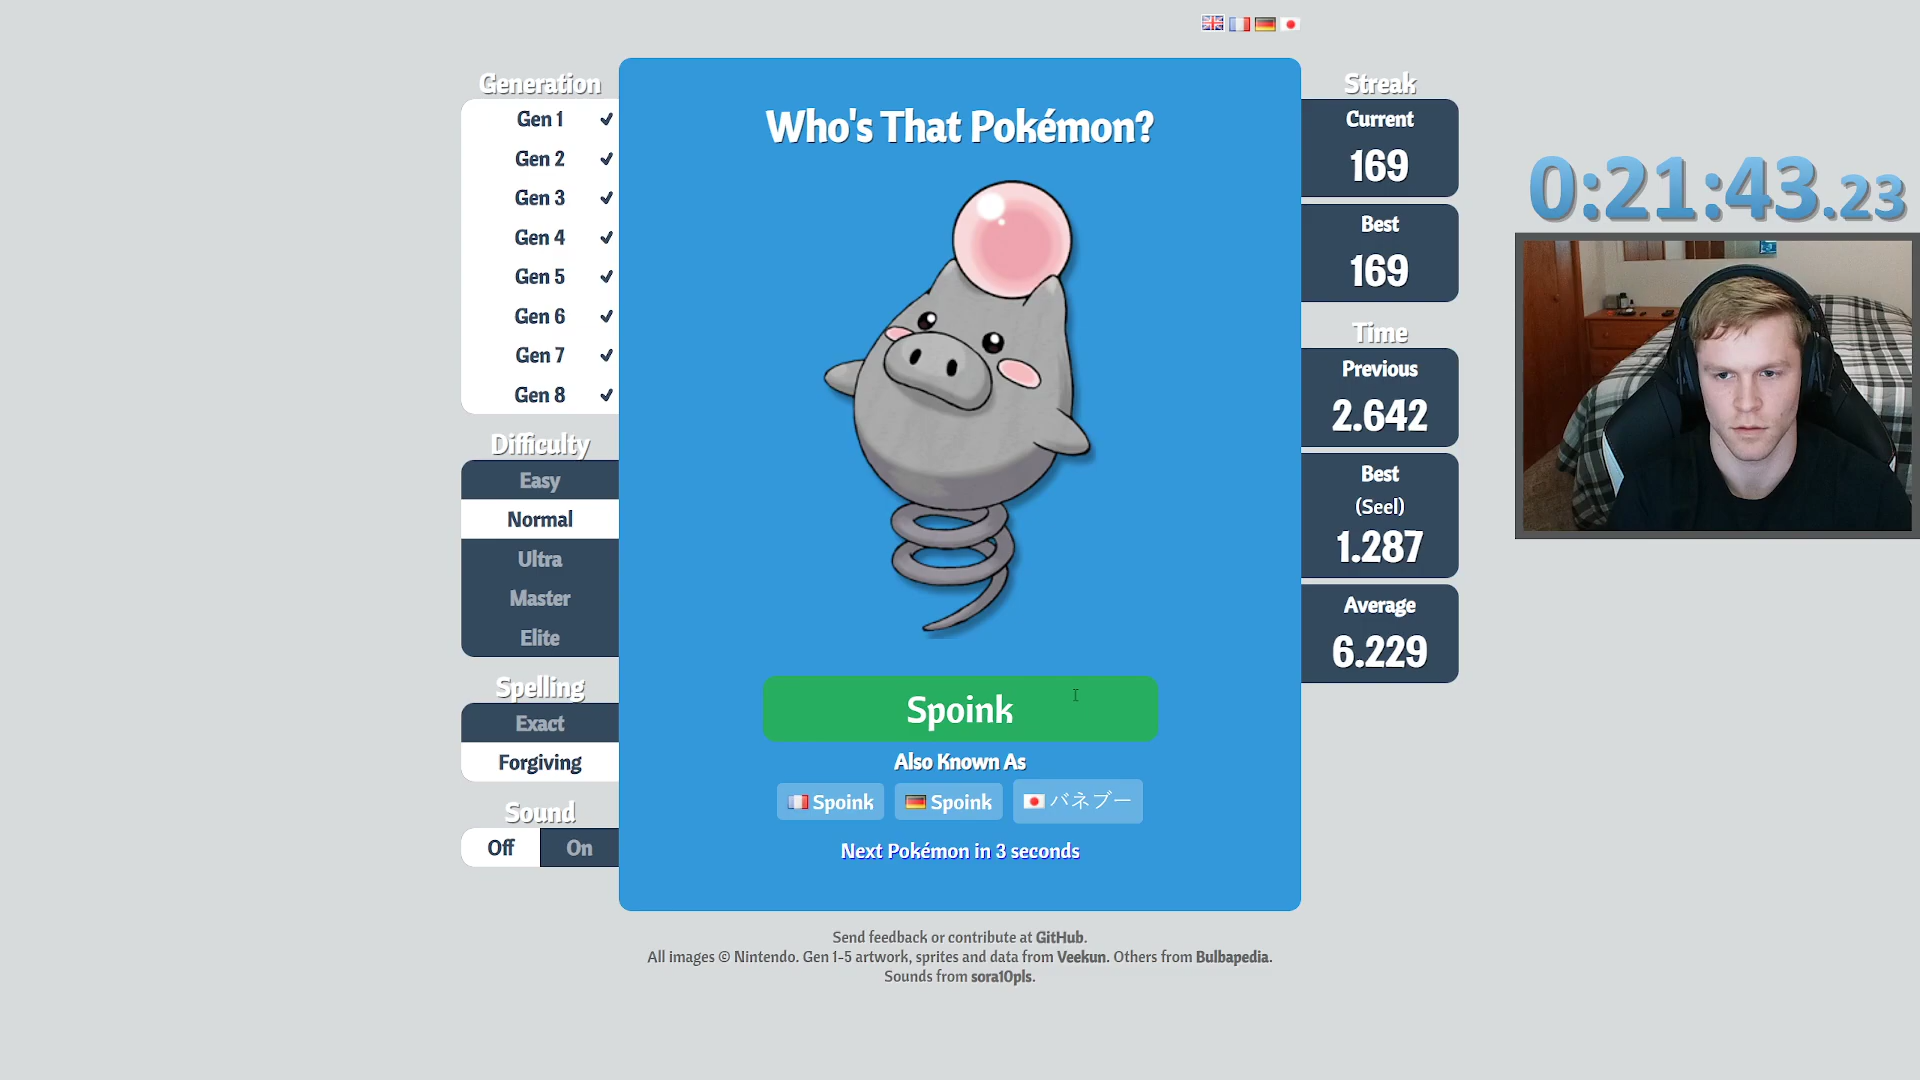 Generation
Gen 1
Gen 2
Gen 3
Gen 4
Gen 5
Gen 6
Gen 7
Gen 8
Difficulty
Easy
Normal
Ultra
Master
Elite
Spelling
Exact
Forgiving
Sound
Off On
Who's That Pokémon?
Spoink
Also Known As
Spoink Spoink バネブー
Next Pokémon in 3 seconds
Streak
Current
169
Best
169
Time
Previous
2.642
Best
(Seel)
1.287
Average
6.229
0:21:43.23
Send feedback or contribute at GitHub.
All images © Nintendo. Gen 1-5 artwork, sprites and data from Veekun. Others from Bulbapedia.
Sounds from sora10pls.